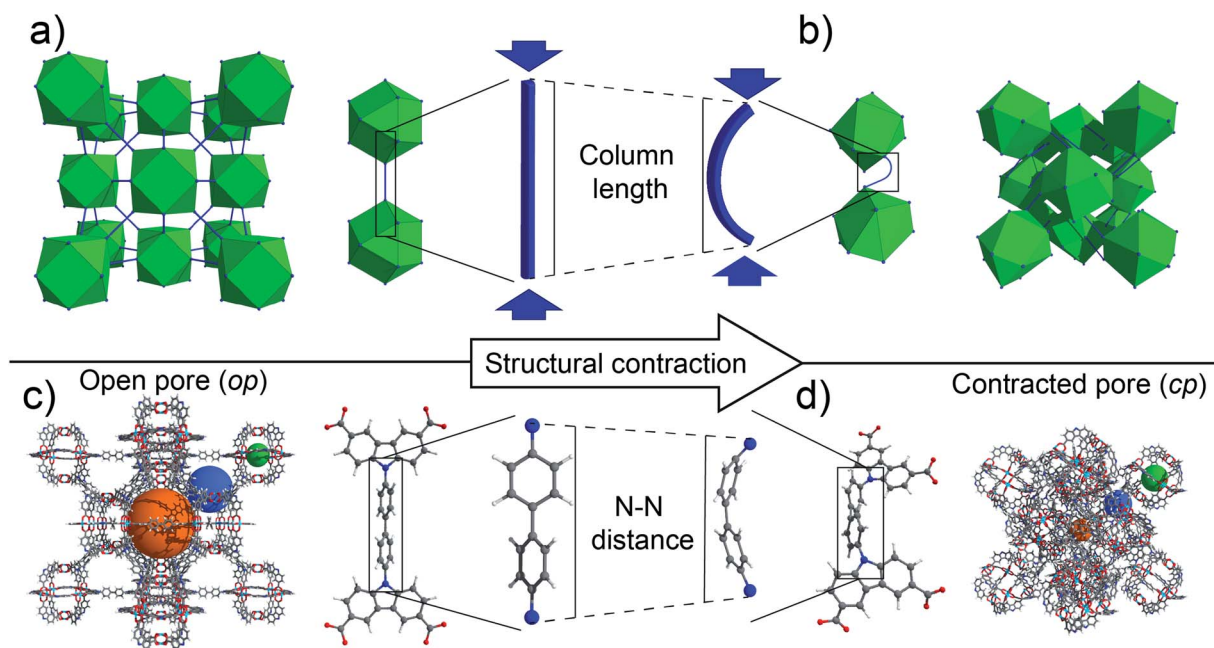 a)
b)
Column
length
Structural contraction
Open pore (op)
Contracted pore (cp)
c)
d)
N-N
distance